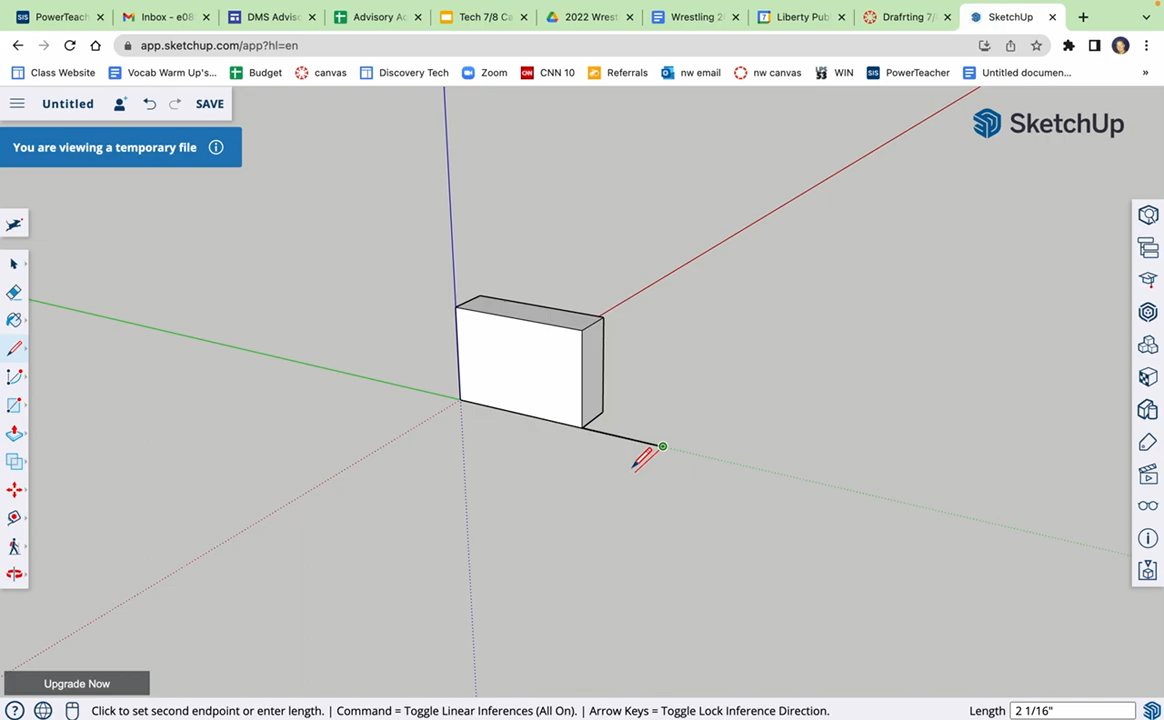 PowerTeach
Inbox - e08
DMS Adviso
Advisory Ac
Tech 7/8 Ca
2022 Wrest
Wrestling 2
Liberty Pub
Drafrting 7/
SketchUp
app.sketchup.com/app?hl=en
Class Website
Vocab Warm Up's...
Budget
canvas
Discovery Tech
Zoom
CNN 10
Referrals
nw email
nw canvas
WIN
PowerTeacher
Untitled documen...
»
Untitled
SAVE
You are viewing a temporary file
SketchUp
Upgrade Now
Click to set second endpoint or enter length. | Command = Toggle Linear Inferences (All On). | Arrow Keys = Toggle Lock Inference Direction.
Length 2 1/16"